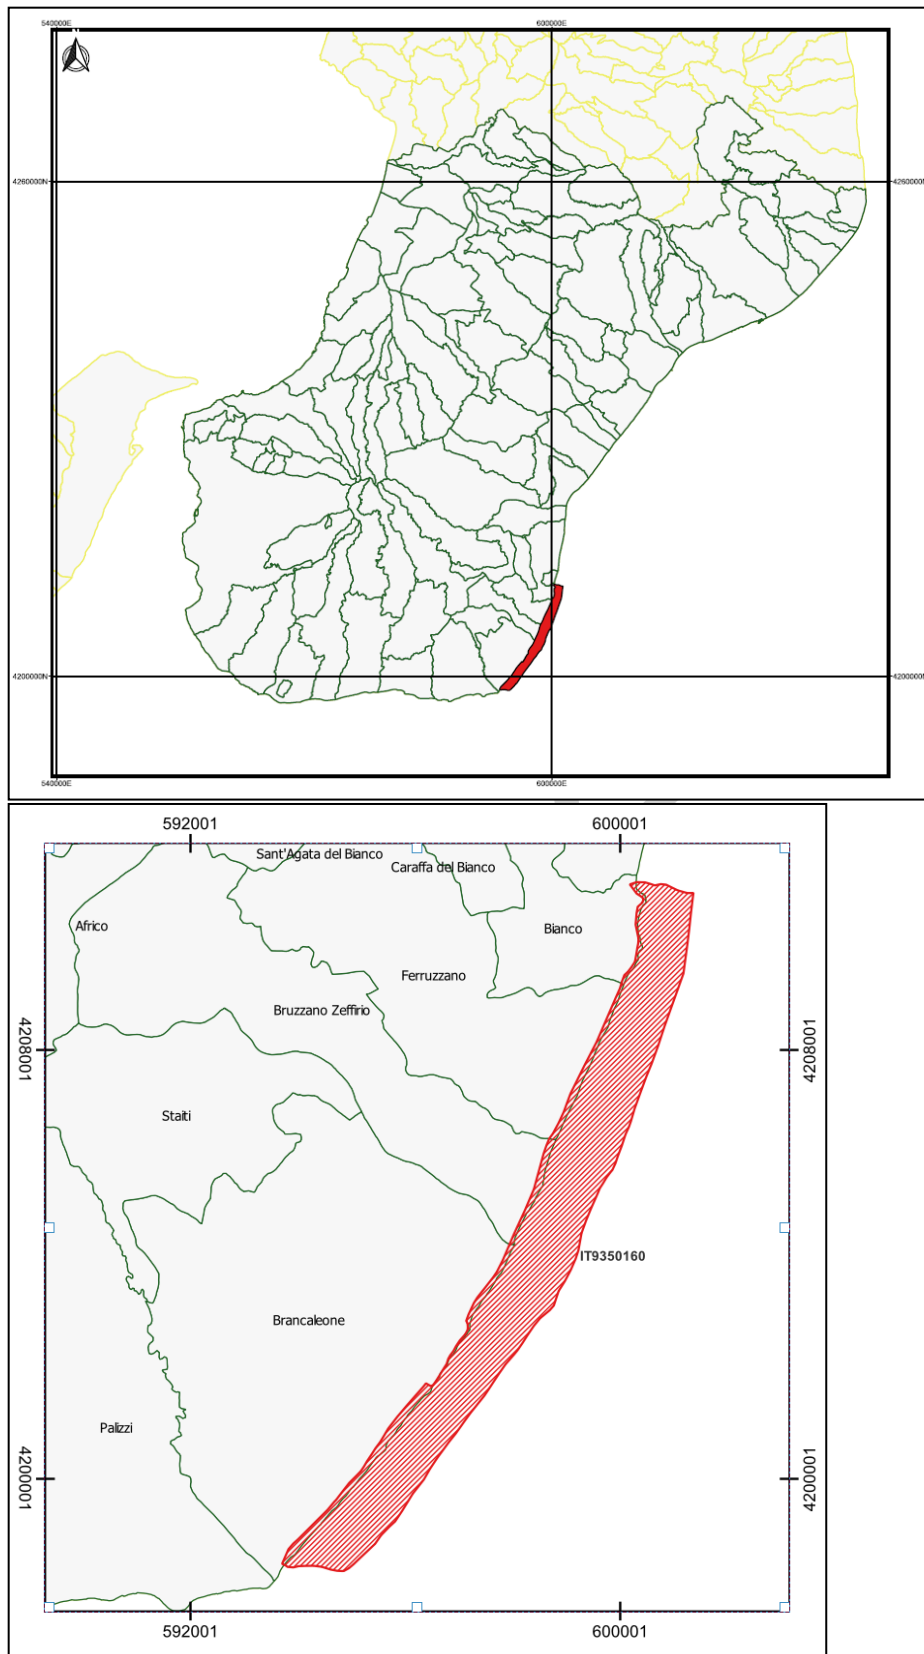 540000E 600000E
N
4260000N 4260000N
4200000N 4200000N
540000E 600000E
592001 600001
Sant'Agata del Bianco
Caraffa del Bianco
Africo
Bianco
Ferruzzano
Bruzzano Zeffirio
4208001 4208001
Staiti
IT9350160
Brancaleone
Palizzi
4200001 4200001
592001 600001